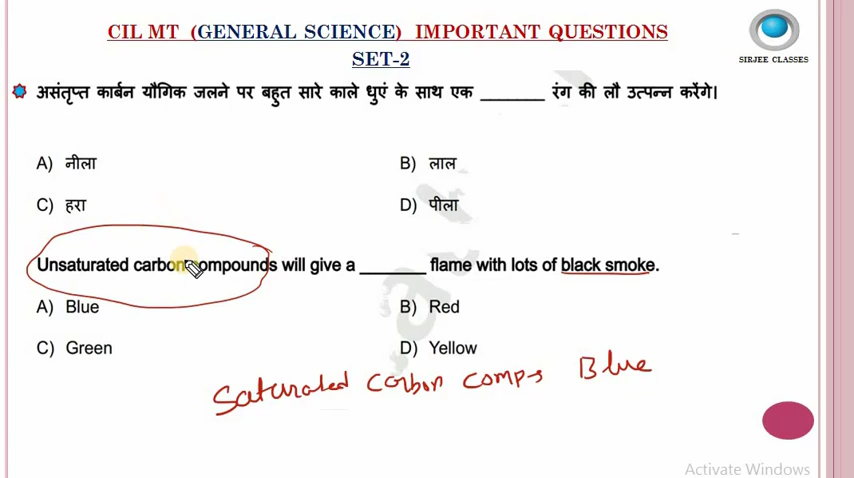 CIL MT (GENERAL SCIENCE) IMPORTANT QUESTIONS
SET-2
SIRJEE CLASSES
असंतृप्त कार्बन यौगिक जलने पर बहुत सारे काले धुएं के साथ एक _______ रंग की लौ उत्पन्न करेंगे।
A) नीला
B) लाल
C) हरा
D) पीला
Unsaturated carbon compounds will give a _______ flame with lots of black smoke.
A) Blue
B) Red
C) Green
D) Yellow
Saturated carbon comps Blue
Activate Windows